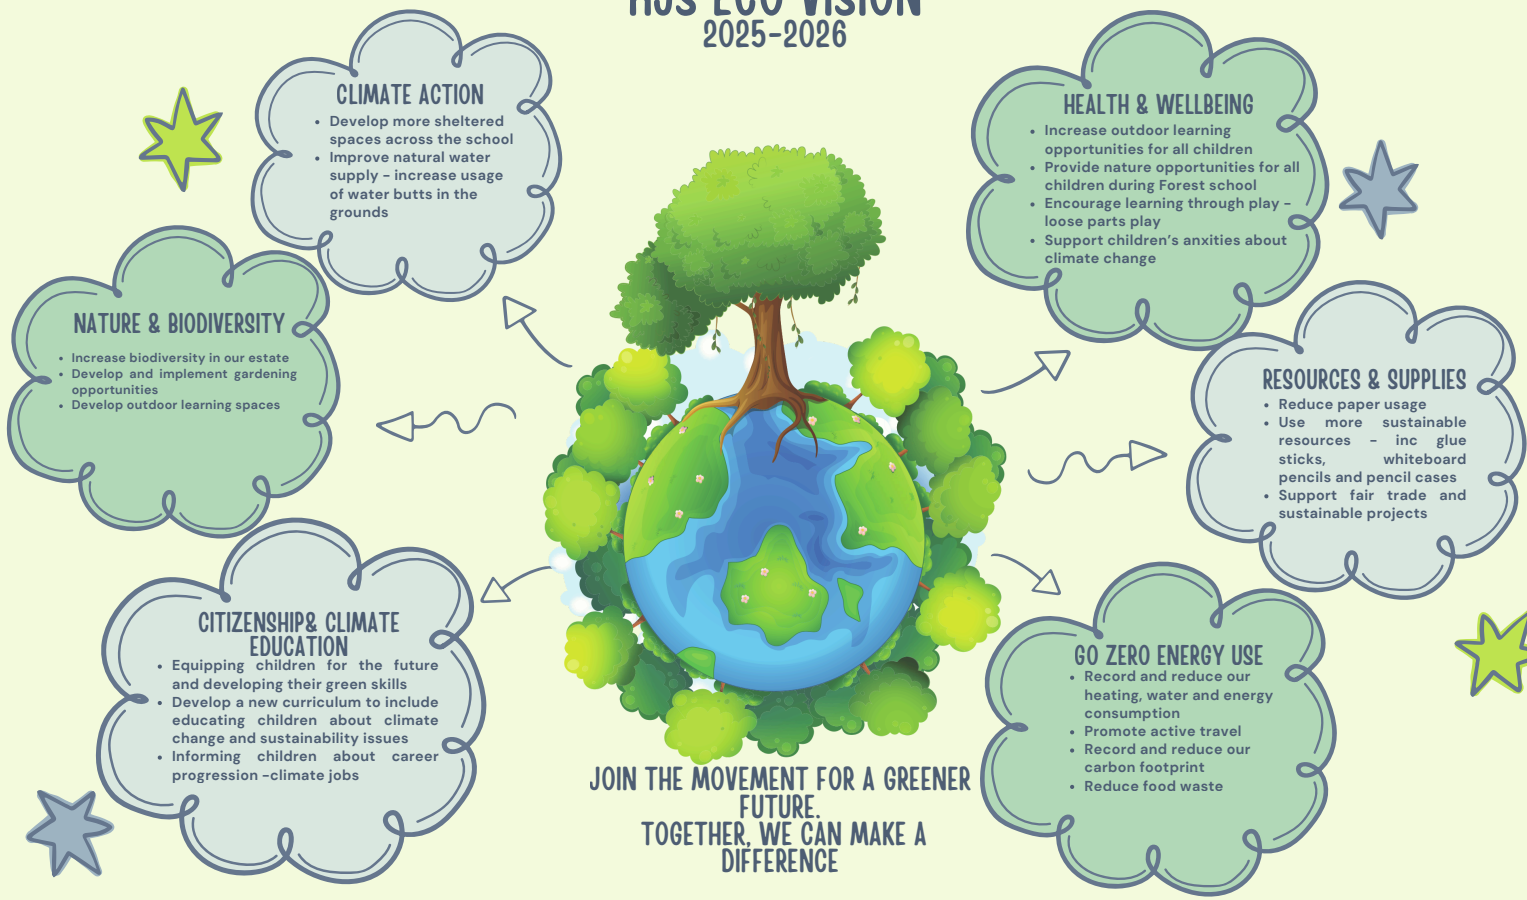 HJS ECO VISION
2025-2026
CLIMATE ACTION
• Develop more sheltered
spaces across the school
• Improve natural water
supply - increase usage
of water butts in the
grounds
NATURE & BIODIVERSITY
• Increase biodiversity in our estate
• Develop and implement gardening
opportunities
• Develop outdoor learning spaces
CITIZENSHIP& CLIMATE
EDUCATION
• Equipping children for the future
and developing their green skills
• Develop a new curriculum to include
educating children about climate
change and sustainability issues
• Informing children about career
progression -climate jobs
HEALTH & WELLBEING
• Increase outdoor learning
opportunities for all children
• Provide nature opportunities for all
children during Forest school
• Encourage learning through play -
loose parts play
• Support children's anxities about
climate change
RESOURCES & SUPPLIES
• Reduce paper usage
• Use more sustainable
resources - inc glue
sticks, whiteboard
pencils and pencil cases
• Support fair trade and
sustainable projects
GO ZERO ENERGY USE
• Record and reduce our
heating, water and energy
consumption
• Promote active travel
• Record and reduce our
carbon footprint
• Reduce food waste
JOIN THE MOVEMENT FOR A GREENER
FUTURE.
TOGETHER, WE CAN MAKE A
DIFFERENCE